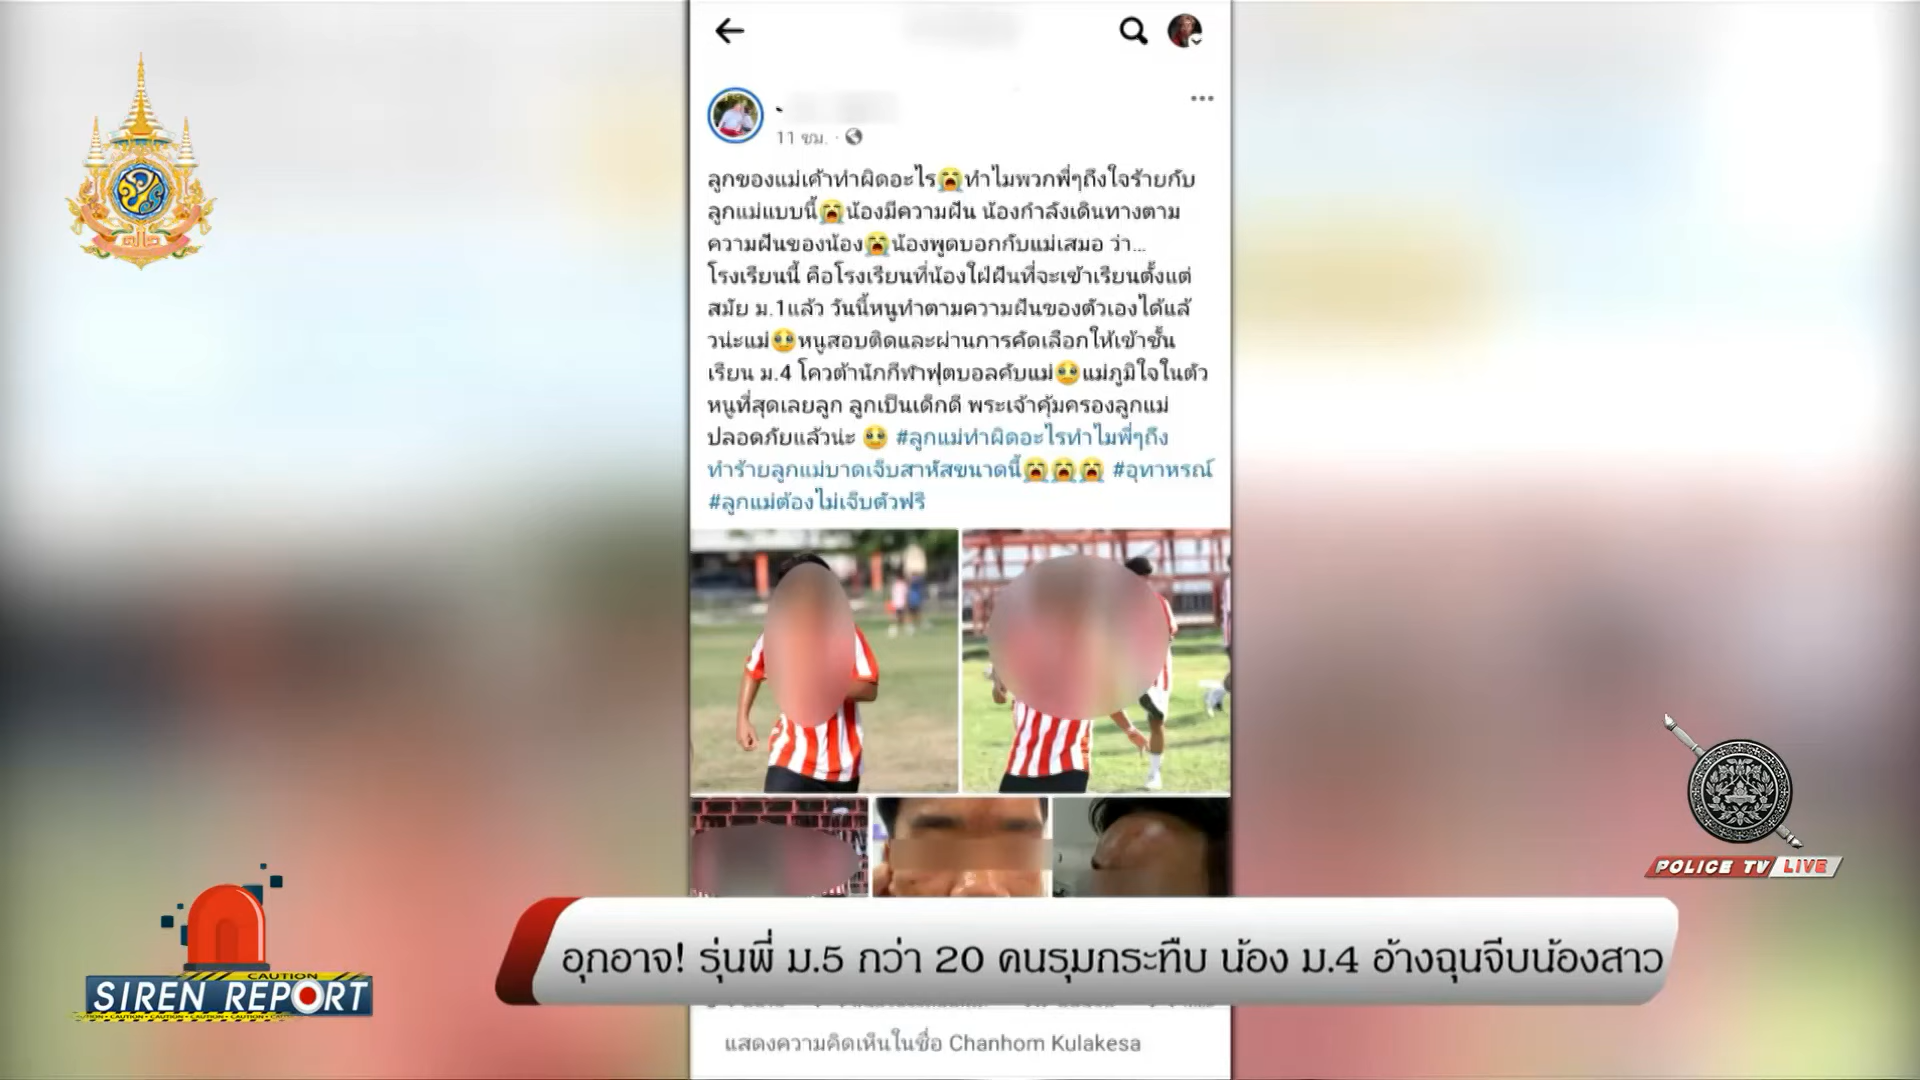 11 ชม.
ลูกของแม่เค้าทำผิดอะไร😭ทำไมพวกพี่ๆถึงใจร้ายกับ
ลูกแม่แบบนี้😭น้องมีความฝัน น้องกำลังเดินทางตาม
ความฝันของน้อง😭น้องพูดบอกกับแม่เสมอ ว่า...
โรงเรียนนี้ คือโรงเรียนที่น้องใฝ่ฝันที่จะเข้าเรียนตั้งแต่
สมัย ม.1แล้ว วันนี้หนูทำตามความฝันของตัวเองได้แล้
วน่ะแม่🥹หนูสอบติดและผ่านการคัดเลือกให้เข้าชั้น
เรียน ม.4 โควต้านักกีฬาฟุตบอลคับแม่🥹แม่ภูมิใจในตัว
หนูที่สุดเลยลูก ลูกเป็นเด็กดี พระเจ้าคุ้มครองลูกแม่
ปลอดภัยแล้วน่ะ 🥹 #ลูกแม่ทำผิดอะไรทำไมพี่ๆถึง
ทำร้ายลูกแม่บาดเจ็บสาหัสขนาดนี้😭😭😭 #อุทาหรณ์
#ลูกแม่ต้องไม่เจ็บตัวฟรี
POLICE TV LIVE
CAUTION
SIREN REPORT
อุกอาจ! รุ่นพี่ ม.5 กว่า 20 คนรุมกระทืบ น้อง ม.4 อ้างฉุนจีบน้องสาว
แสดงความคิดเห็นในชื่อ Chanhom Kulakesa